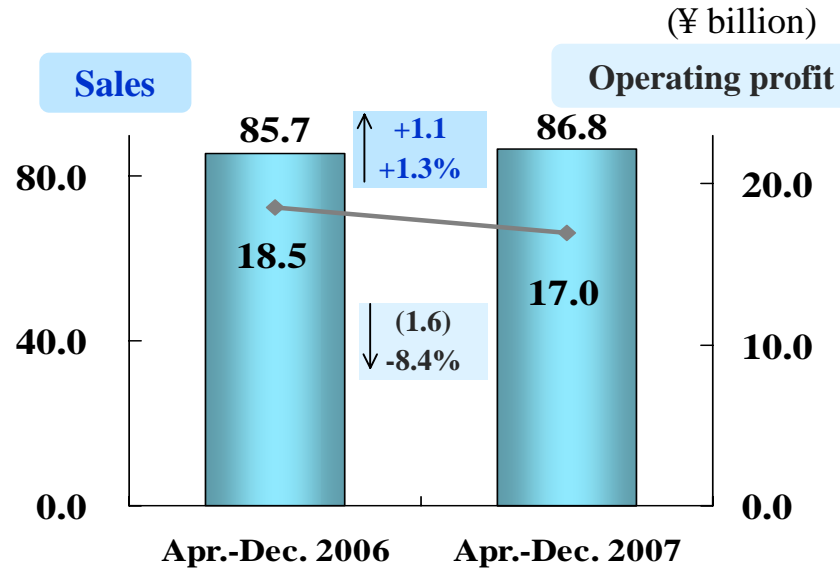 (¥ billion)
Sales
Operating profit
85.7
+1.1
+1.3%
86.8
80.0
20.0
18.5
17.0
(1.6)
-8.4%
40.0
10.0
0.0
0.0
Apr.-Dec. 2006
Apr.-Dec. 2007